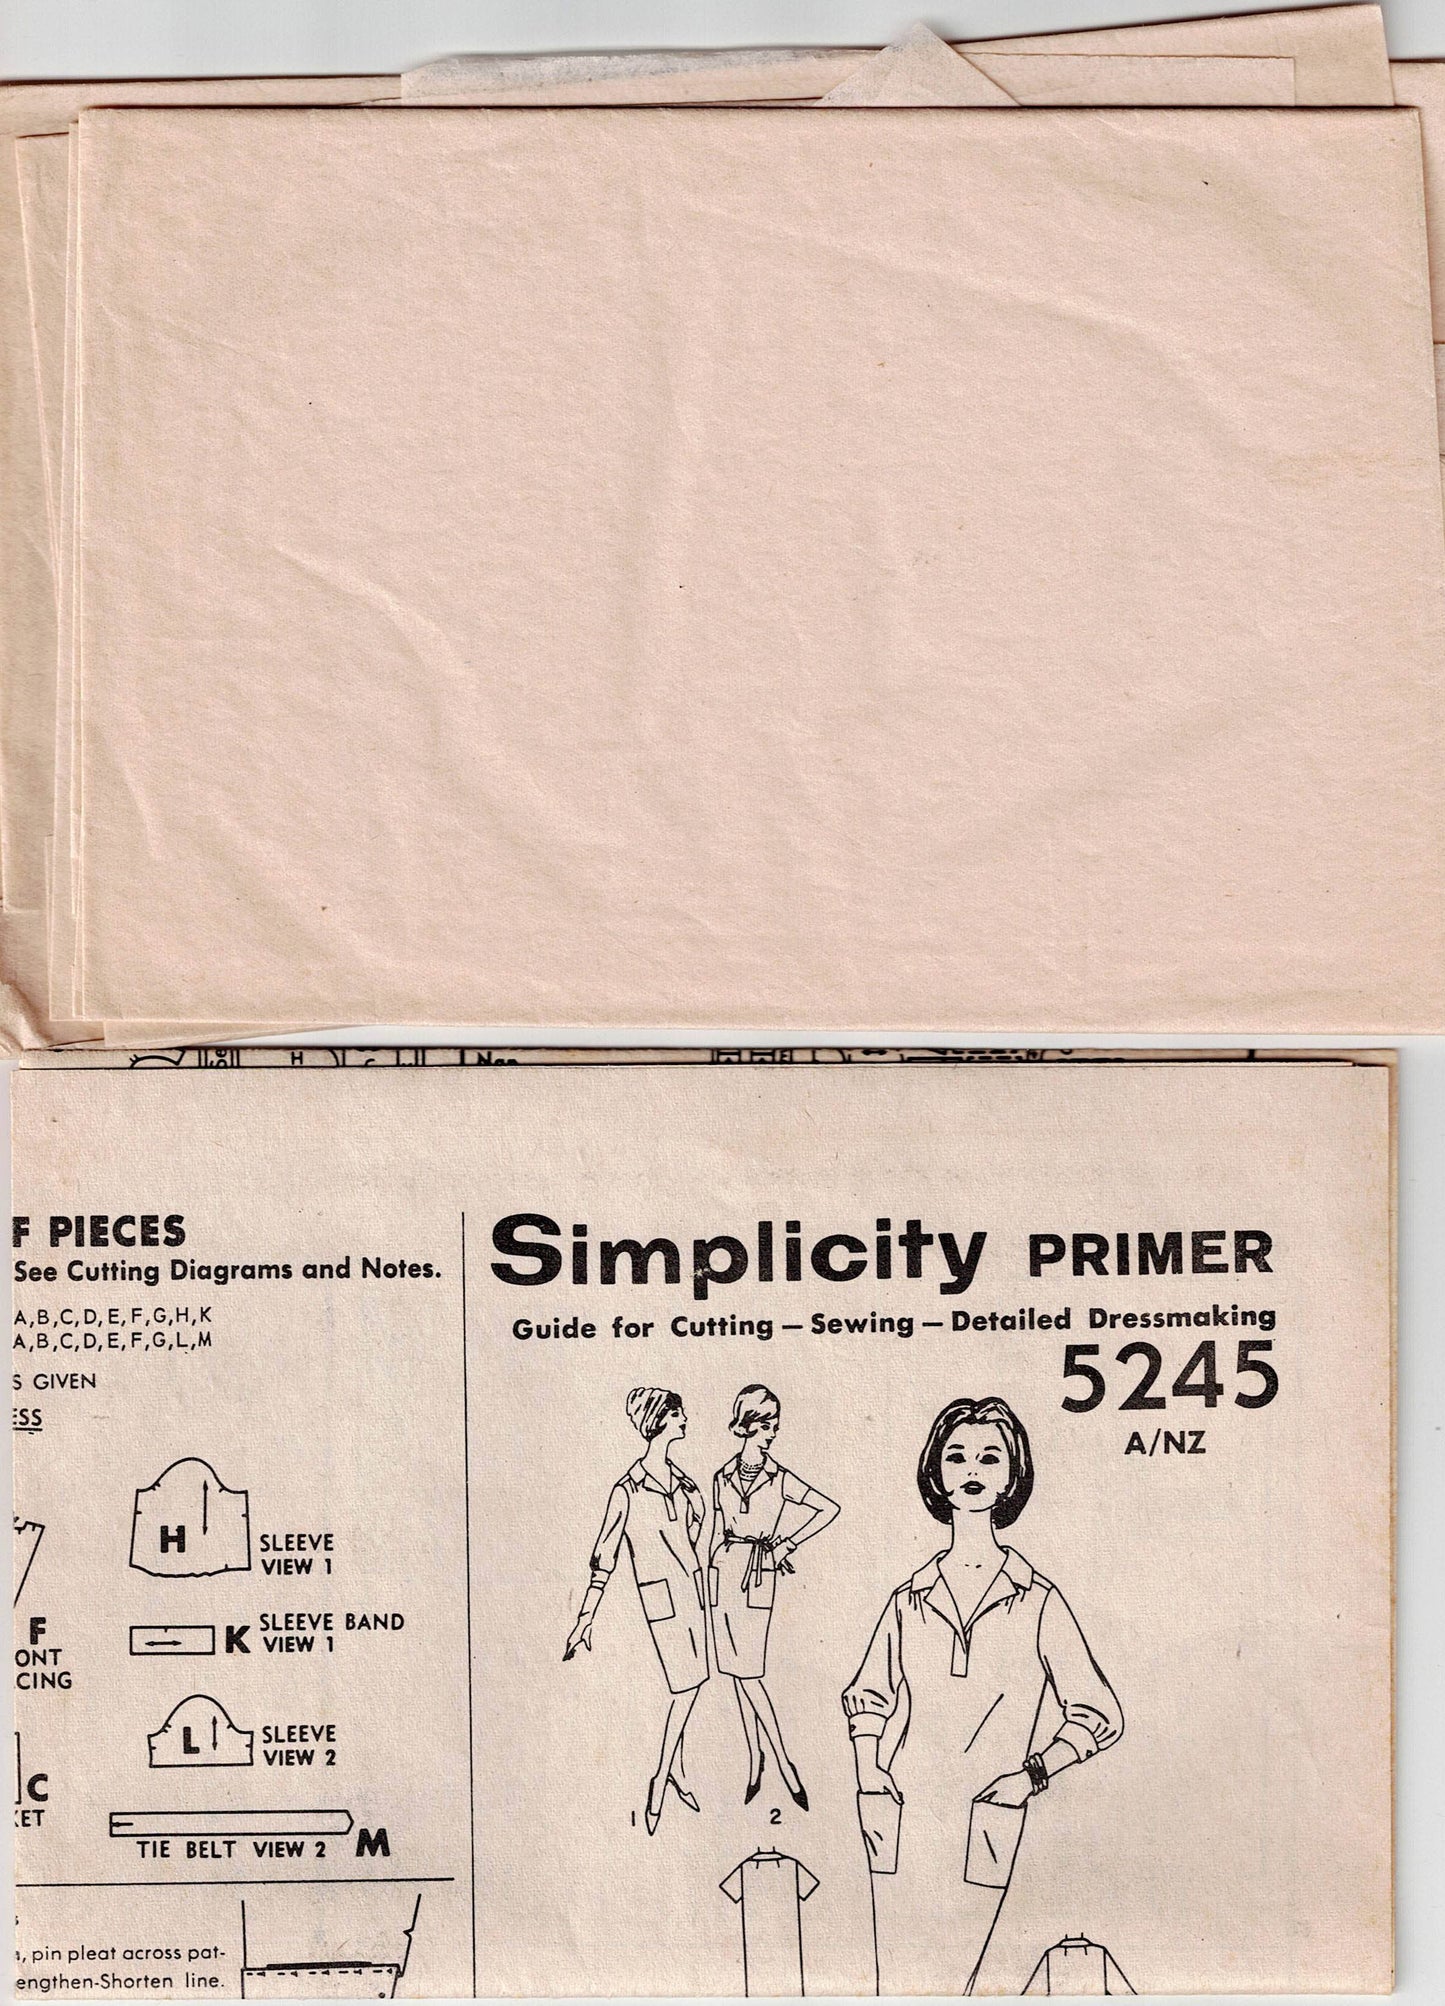 F PIECES
See Cutting Diagrams and Notes.
A,B,C,D,E,F,G,H,K
A,B,C,D,E,F,G,L,M
S GIVEN
ESS
H
SLEEVE
VIEW 1
F
ONT
CING
K
SLEEVE BAND
VIEW 1
L
SLEEVE
VIEW 2
C
KET
TIE BELT VIEW 2 M
, pin pleat across pat-
engthen-Shorten line.
Simplicity PRIMER
Guide for Cutting — Sewing — Detailed Dressmaking
5245
A/NZ
1
2